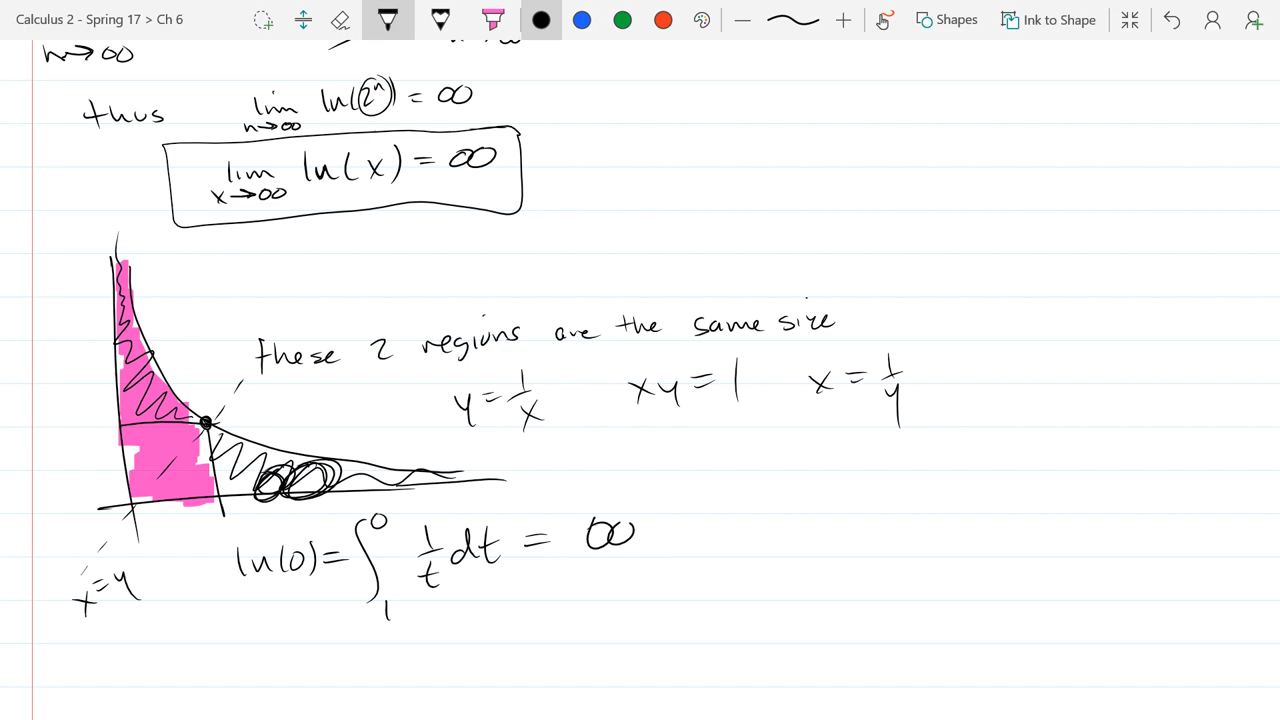 Calculus 2 - Spring 17 > Ch 6
Shapes
Ink to Shape
n→∞
thus lim n→∞ ln(2ⁿ) = ∞
lim x→∞ ln(x) = ∞
these 2 regions are the same size
y = 1/x xy = 1 x = 1/y
∞
ln(0) = ∫₁⁰ 1/t dt = ∞
x = y